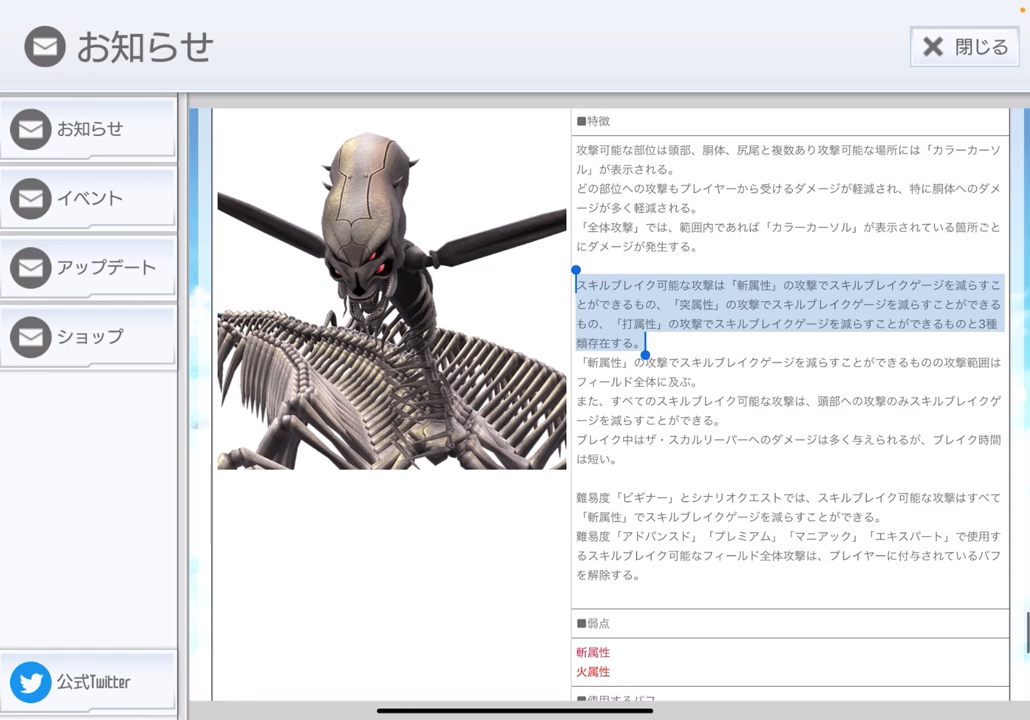 お知らせ
閉じる
お知らせ
イベント
アップデート
ショップ
公式Twitter
■特徴
攻撃可能な部位は頭部、胴体、尻尾と複数あり攻撃可能な場所には「カラーカーソ
ル」が表示される。
どの部位への攻撃もプレイヤーから受けるダメージが軽減され、特に胴体へのダメ
ージが多く軽減される。
「全体攻撃」では、範囲内であれば「カラーカーソル」が表示されている箇所ごと
にダメージが発生する。
スキルブレイク可能な攻撃は「斬属性」の攻撃でスキルブレイクゲージを減らすこ
とができるもの、「突属性」の攻撃でスキルブレイクゲージを減らすことができる
もの、「打属性」の攻撃でスキルブレイクゲージを減らすことができるものと3種
類存在する。
「斬属性」の攻撃でスキルブレイクゲージを減らすことができるものの攻撃範囲は
フィールド全体に及ぶ。
また、すべてのスキルブレイク可能な攻撃は、頭部への攻撃のみスキルブレイクゲ
ージを減らすことができる。
ブレイク中はザ・スカルリーパーへのダメージは多く与えられるが、ブレイク時間
は短い。
難易度「ビギナー」とシナリオクエストでは、スキルブレイク可能な攻撃はすべて
「斬属性」でスキルブレイクゲージを減らすことができる。
難易度「アドバンスド」「プレミアム」「マニアック」「エキスパート」で使用す
るスキルブレイク可能なフィールド全体攻撃は、プレイヤーに付与されているバフ
を解除する。
■弱点
斬属性
火属性
■使用するバフ